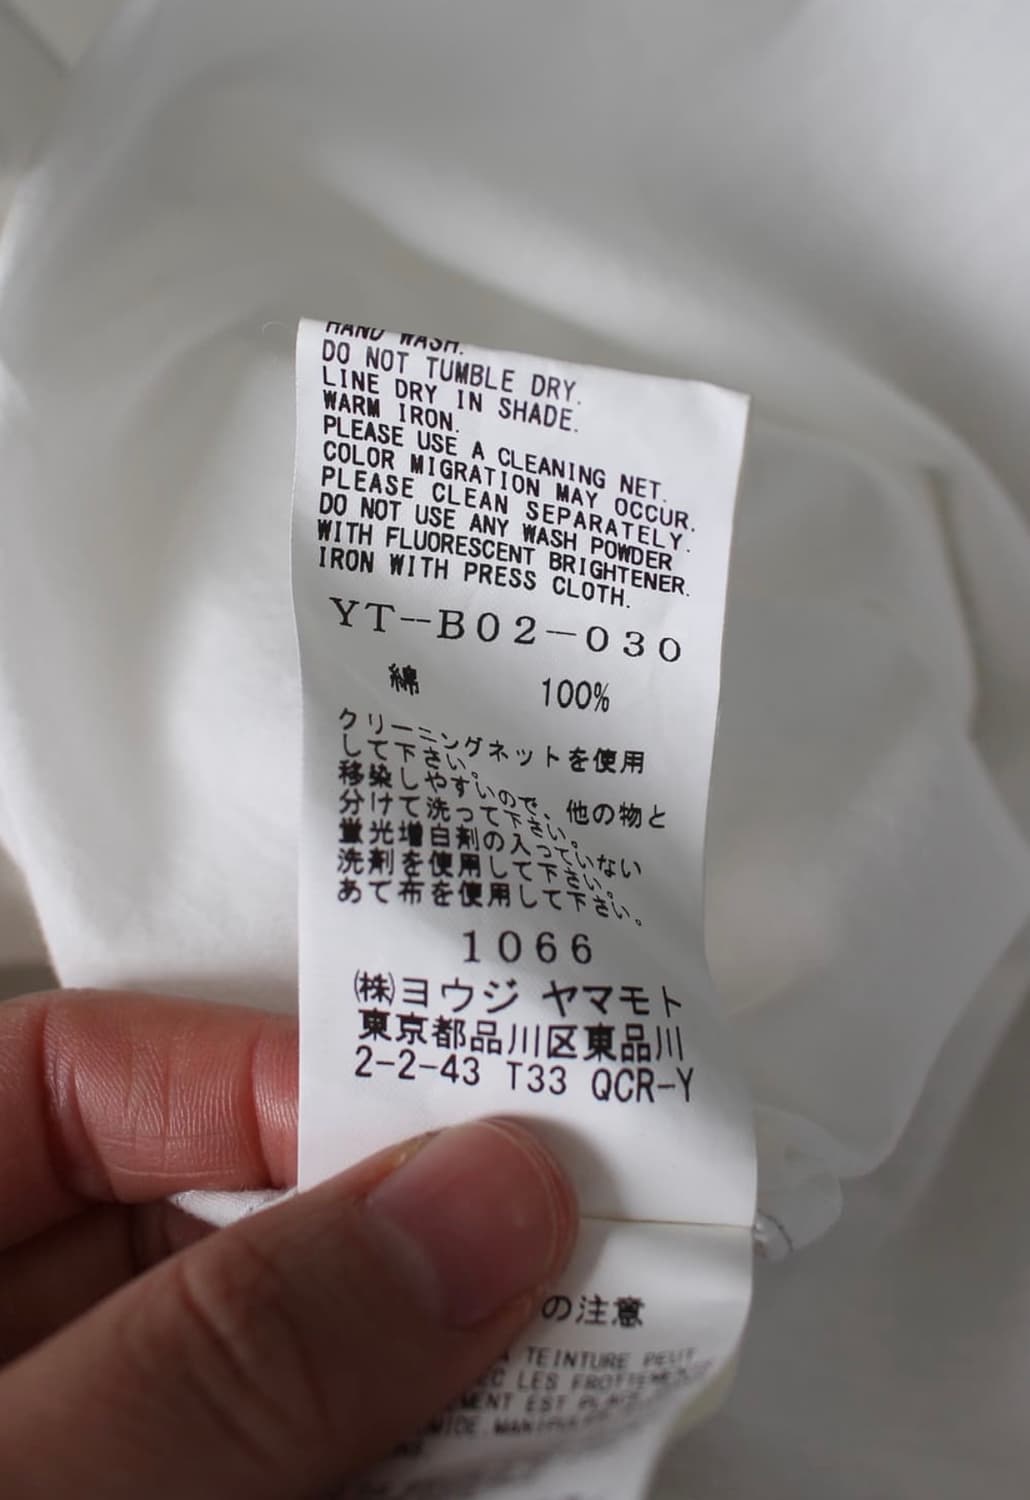 HAND WASH.
DO NOT TUMBLE DRY.
LINE DRY IN SHADE.
WARM IRON.
PLEASE USE A CLEANING NET.
COLOR MIGRATION MAY OCCUR.
PLEASE CLEAN SEPARATELY.
DO NOT USE ANY WASH POWDER
WITH FLUORESCENT BRIGHTENER.
IRON WITH PRESS CLOTH.
YT-B02-030
綿 100%
クリーニングネットを使用
して下さい。
移染しやすいので、他の物と
分けて洗って下さい。
蛍光増白剤の入っていない
洗剤を使用して下さい。
あて布を使用して下さい。
1066
㈱ヨウジ ヤマモト
東京都品川区東品川
2-2-43 T33 QCR-Y
の注意
TEINTURE PEUT
LES
EST